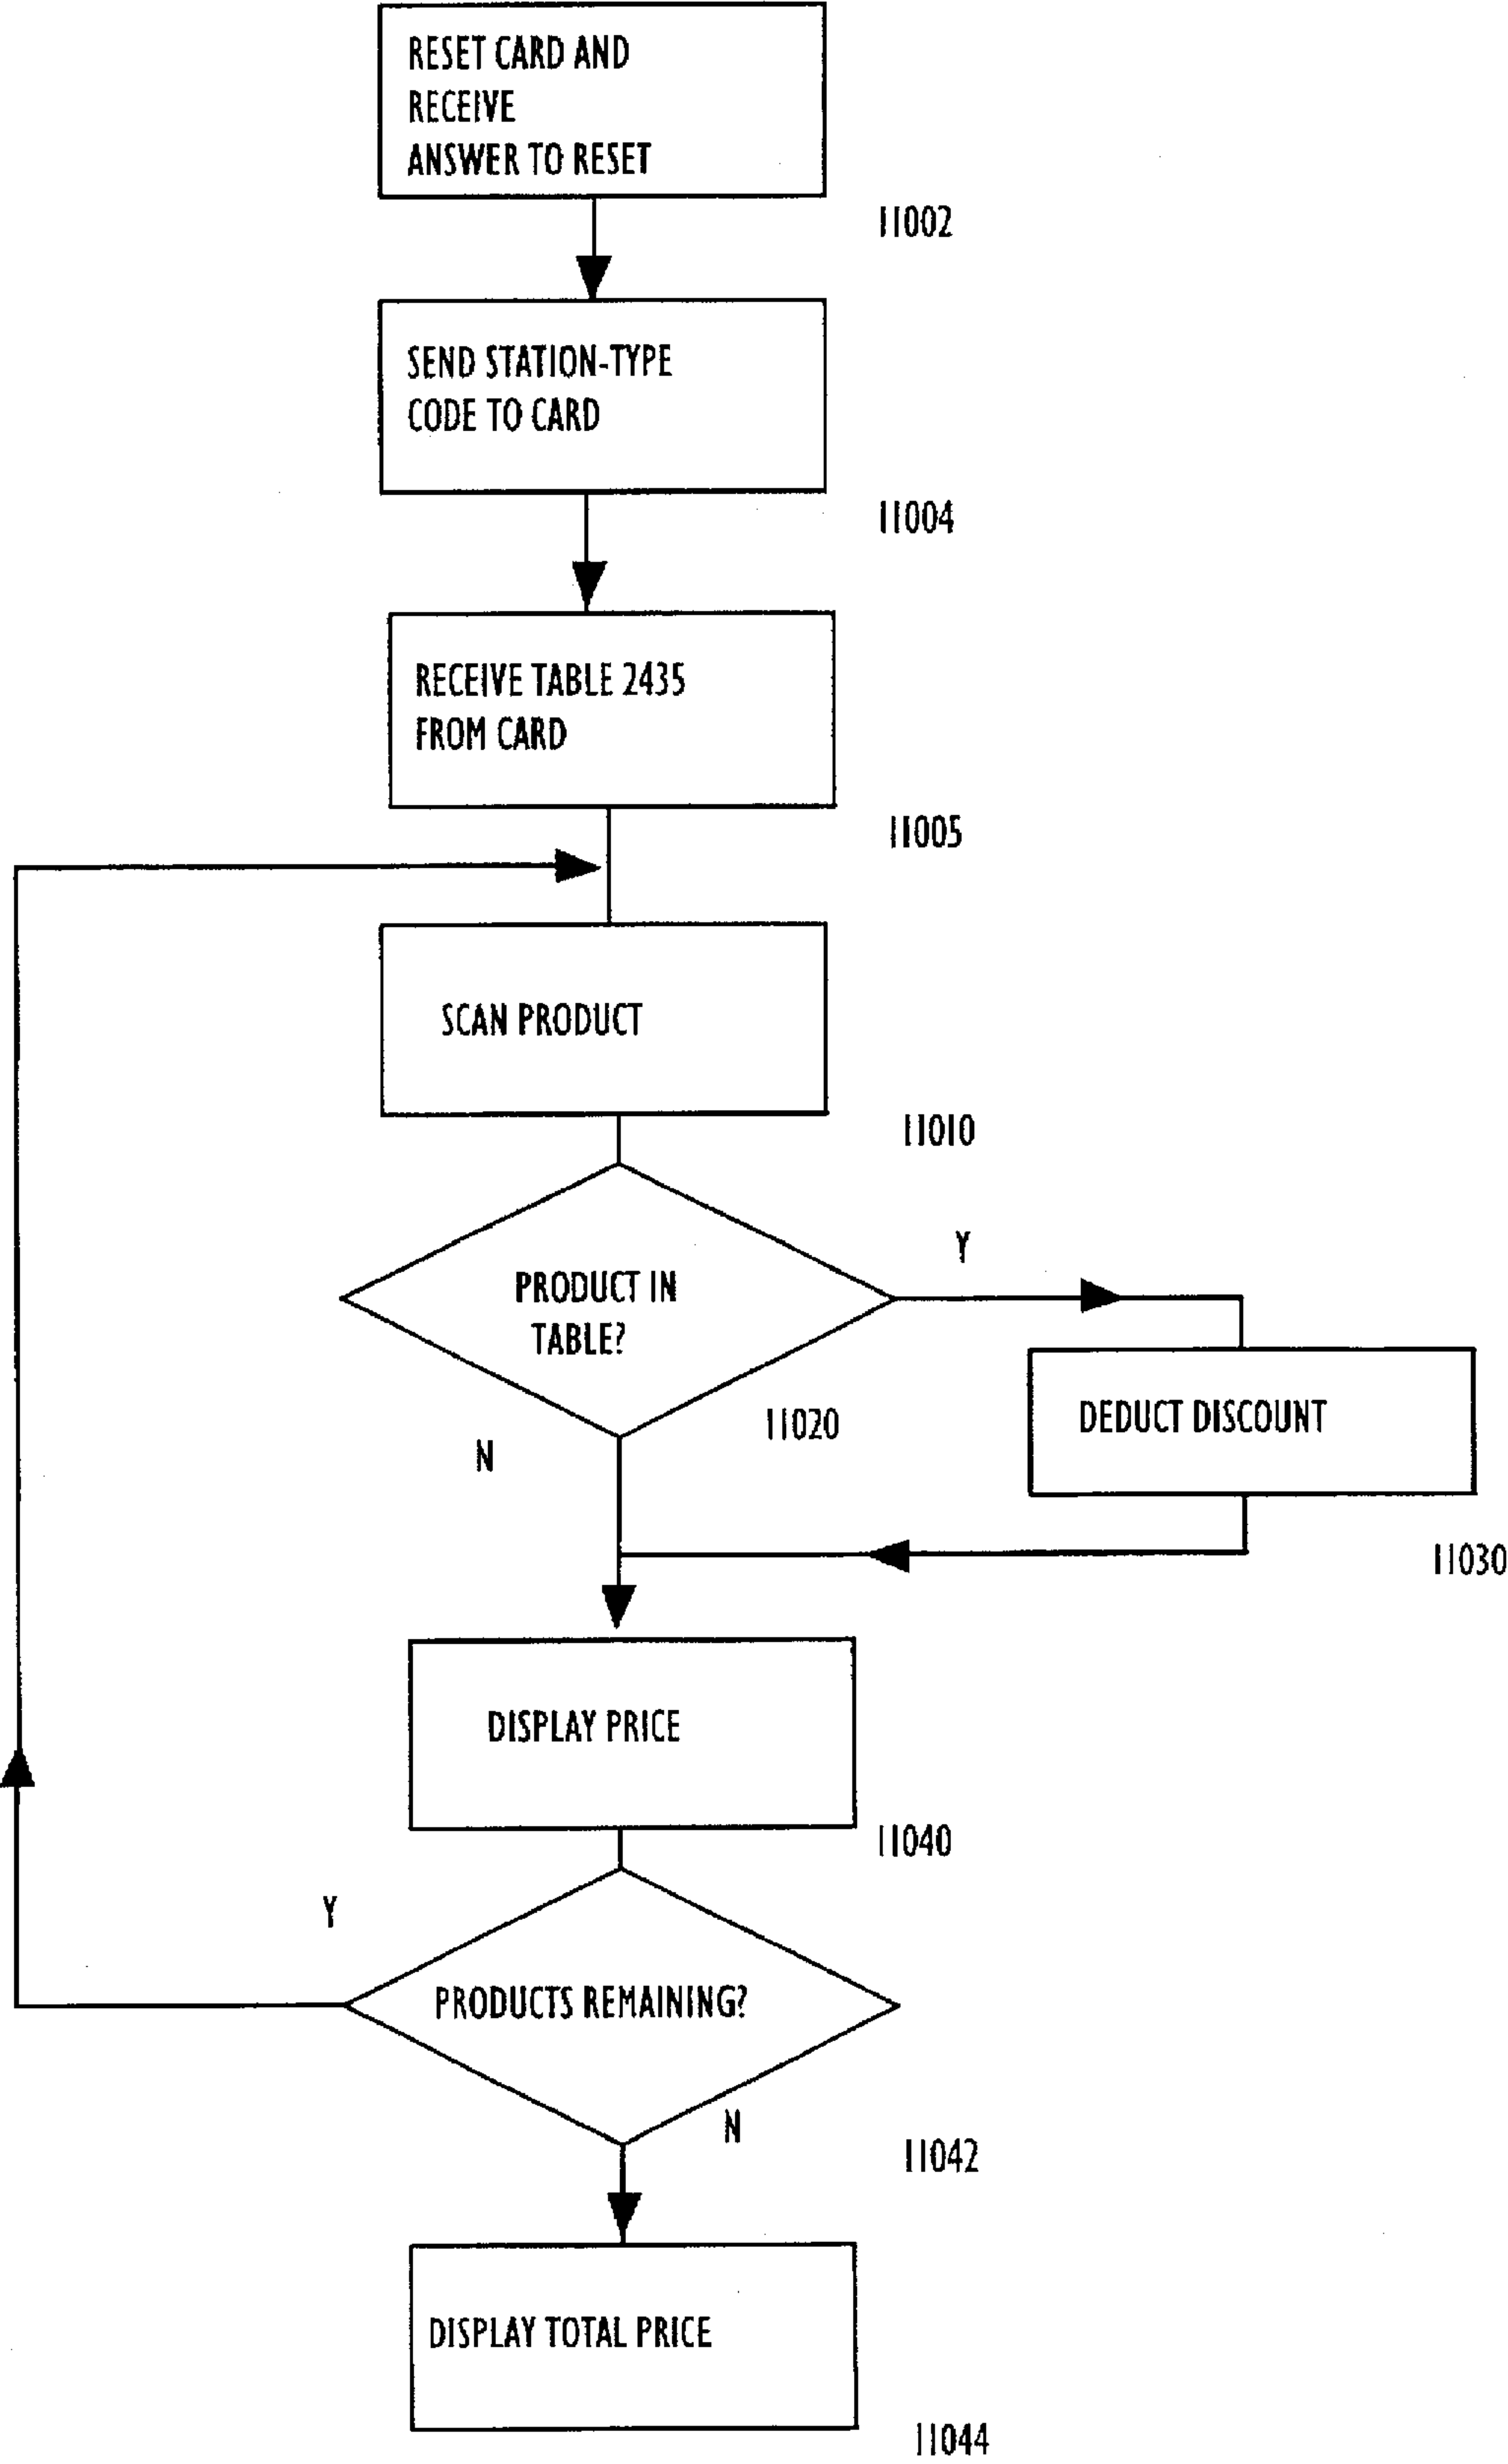 RESET CARD AND
RECEIVE
ANSWER TO RESET
11002
SEND STATION-TYPE
CODE TO CARD
11004
RECEIVE TABLE 2435
FROM CARD
11005
SCAN PRODUCT
11010
Y
PRODUCT IN
TABLE?
11020
N
DEDUCT DISCOUNT
11030
DISPLAY PRICE
11040
Y
PRODUCTS REMAINING?
N
11042
DISPLAY TOTAL PRICE
11044